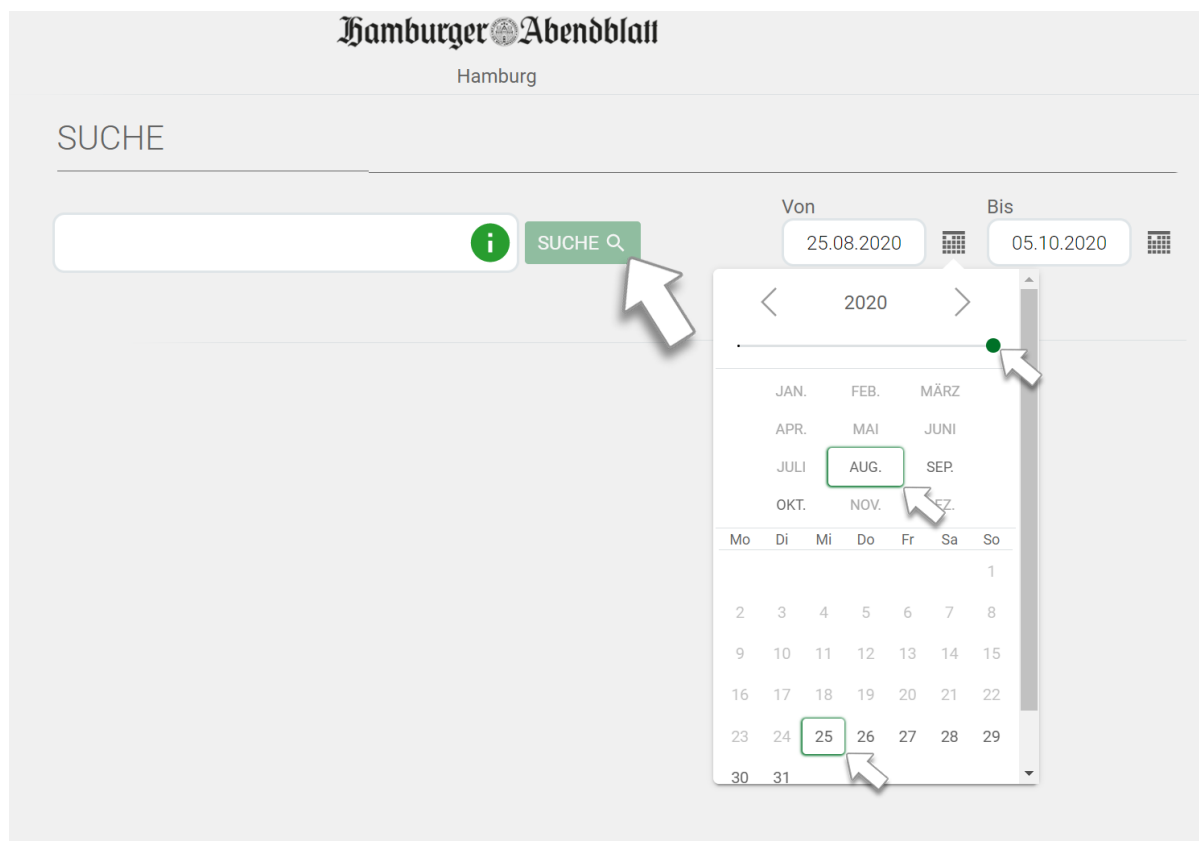 Hamburger Abendblatt
Hamburg
SUCHE
Von Bis
i SUCHE 25.08.2020 05.10.2020
2020
JAN. FEB. MÄRZ
APR. MAI JUNI
JULI AUG. SEP.
OKT. NOV. EZ.
Mo Di Mi Do Fr Sa So
1
2 3 4 5 6 7 8
9 10 11 12 13 14 15
16 17 18 19 20 21 22
23 24 25 26 27 28 29
30 31